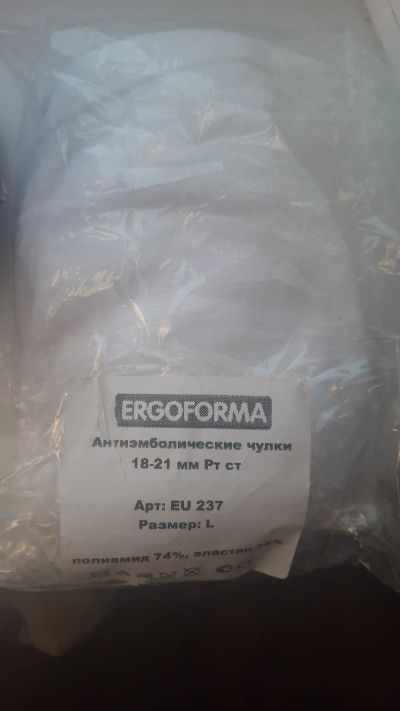 ERGOFORMA
Антиэмболические чулки
18-21 мм Рт ст
Арт: EU 237
Размер: L
полиамид 74%, эластан